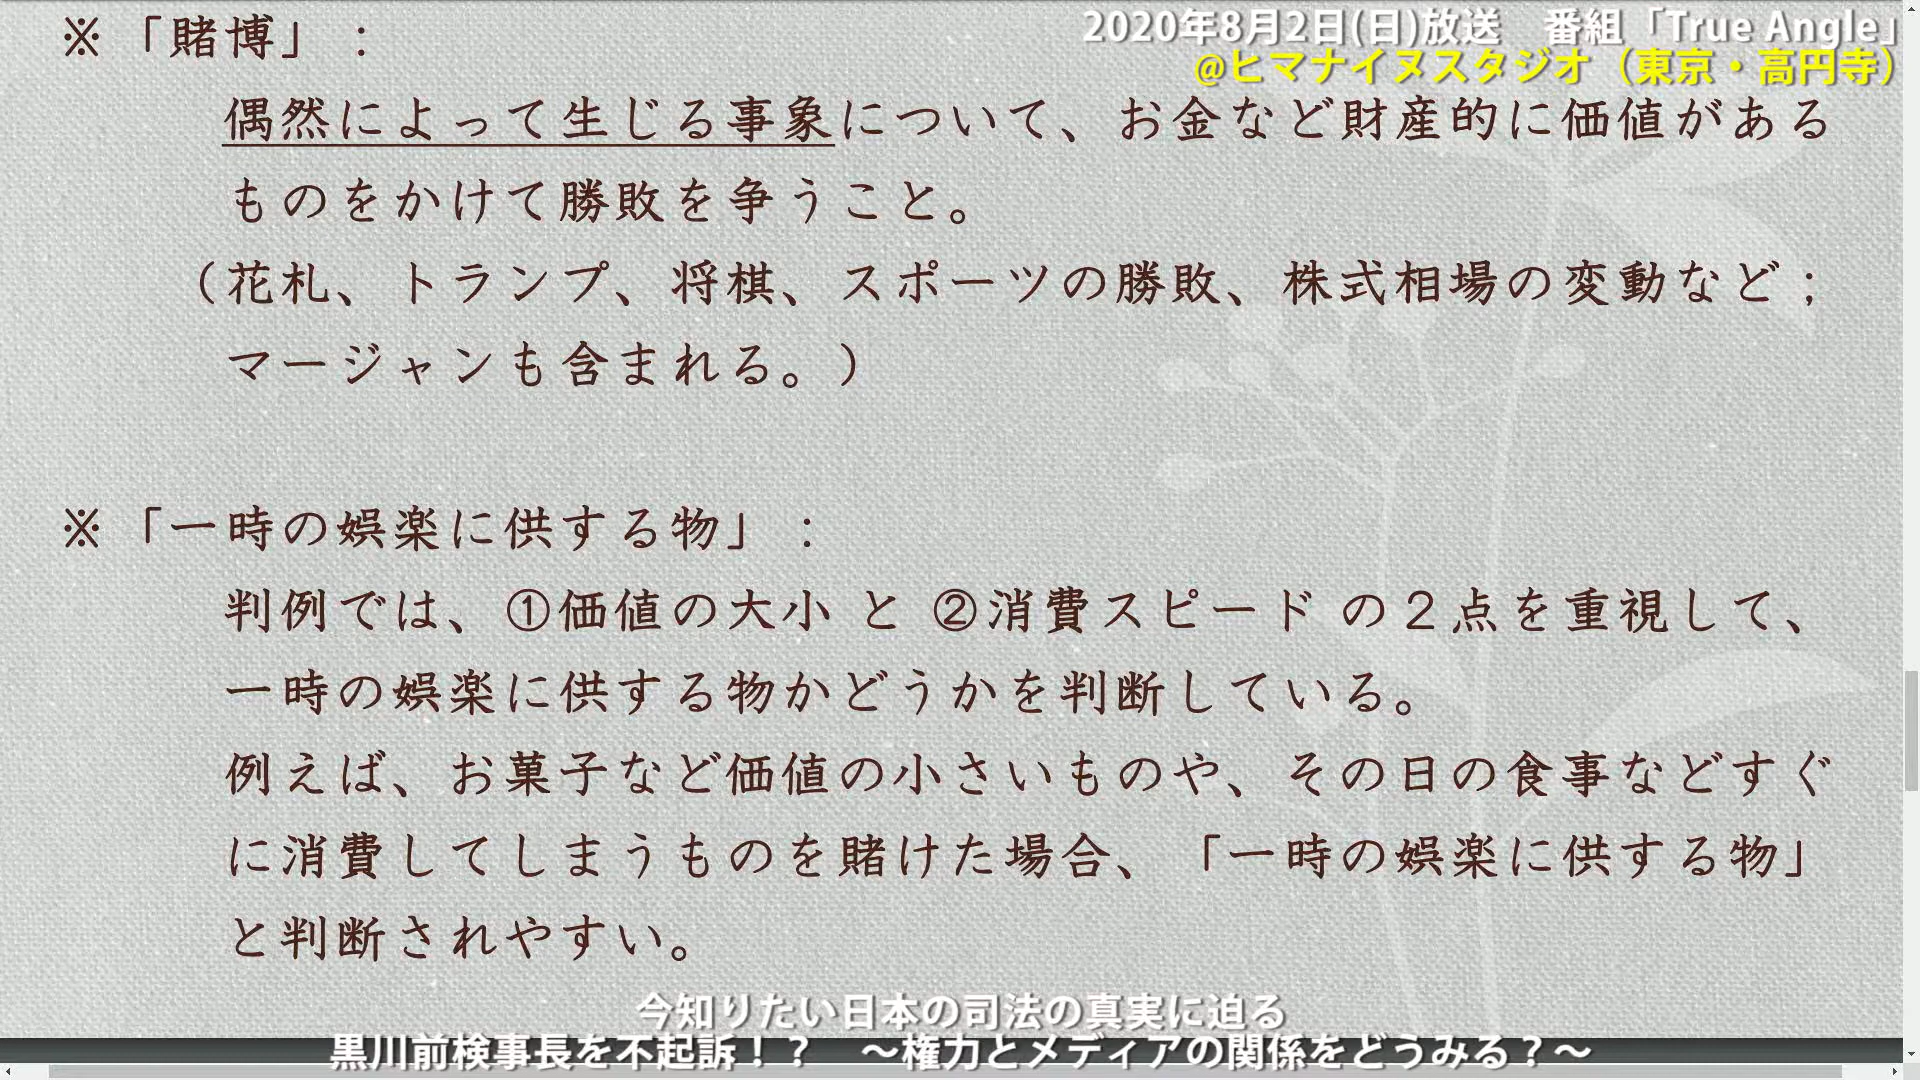 2020年8月2日(日)放送　番組「True Angle」
@ヒマナイヌスタジオ（東京・高円寺）
※「賭博」：
偶然によって生じる事象について、お金など財産的に価値がある
ものをかけて勝敗を争うこと。
（花札、トランプ、将棋、スポーツの勝敗、株式相場の変動など；
マージャンも含まれる。）
※「一時の娯楽に供する物」：
判例では、①価値の大小 と ②消費スピード の２点を重視して、
一時の娯楽に供する物かどうかを判断している。
例えば、お菓子など価値の小さいものや、その日の食事などすぐ
に消費してしまうものを賭けた場合、「一時の娯楽に供する物」
と判断されやすい。
今知りたい日本の司法の真実に迫る
黒川前検事長を不起訴！？　～権力とメディアの関係をどうみる？～